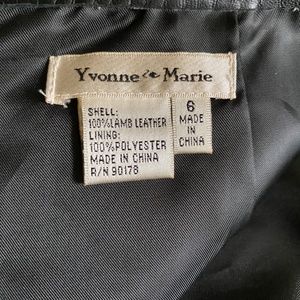 Yvonne & Marie
SHELL:
100% LAMB LEATHER
LINING:
100% POLYESTER
MADE IN CHINA
R/N 90178
6
MADE
IN
CHINA